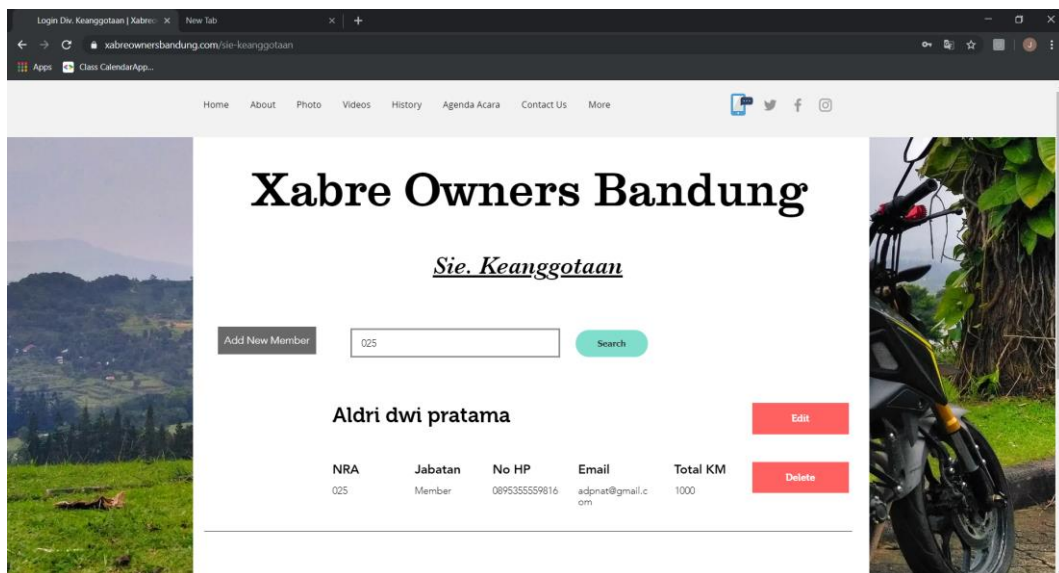 Login Div. Keanggotaan | Xabreo
New Tab
xabreownersbandung.com/sie-keanggotaan
Apps
Class CalendarApp...
Home About Photo Videos History Agenda Acara Contact Us More
Xabre Owners Bandung
Sie. Keanggotaan
Add New Member
025
Search
Aldri dwi pratama
Edit
NRA Jabatan No HP Email Total KM
Delete
025 Member 0895355559816 adpnat@gmail.c 1000
om